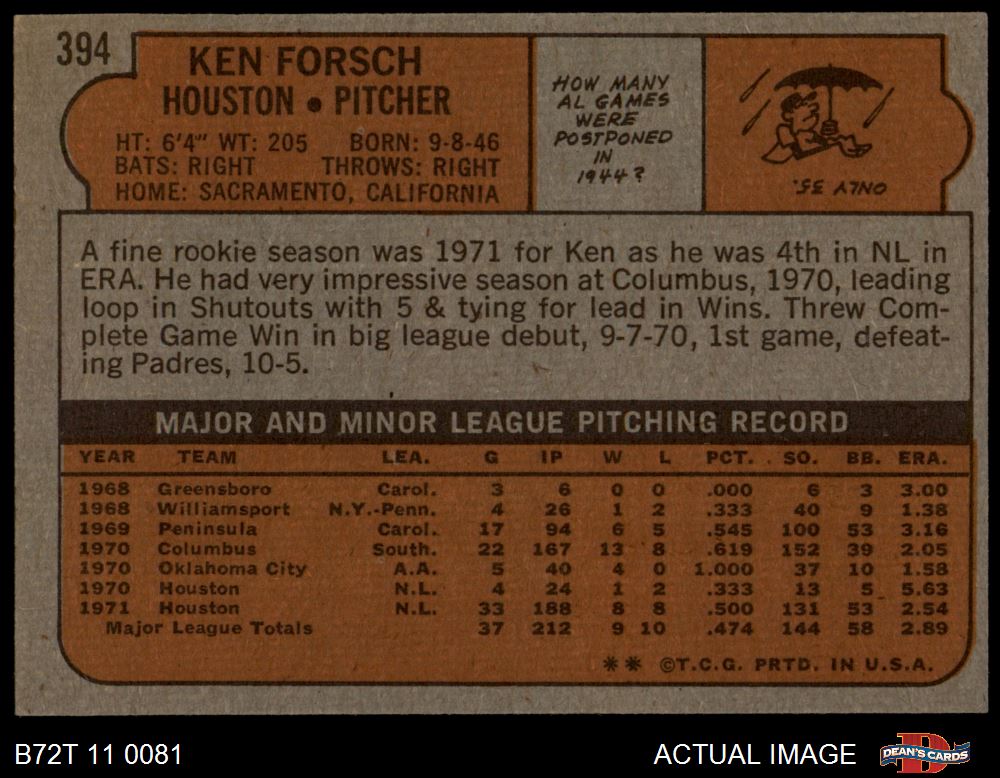 394
KEN FORSCH
HOUSTON • PITCHER
HT: 6'4" WT: 205 BORN: 9-8-46
BATS: RIGHT THROWS: RIGHT
HOME: SACRAMENTO, CALIFORNIA
HOW MANY
AL GAMES
WERE
POSTPONED
IN
1944?
ONLY 35.
A fine rookie season was 1971 for Ken as he was 4th in NL in
ERA. He had very impressive season at Columbus, 1970, leading
loop in Shutouts with 5 & tying for lead in Wins. Threw Com-
plete Game Win in big league debut, 9-7-70, 1st game, defeat-
ing Padres, 10-5.
MAJOR AND MINOR LEAGUE PITCHING RECORD
YEAR TEAM LEA. G IP W L PCT. SO. BB. ERA.
1968 Greensboro Carol. 3 6 0 0 .000 6 3 3.00
1968 Williamsport N.Y.-Penn. 4 26 1 2 .333 40 9 1.38
1969 Peninsula Carol. 17 94 6 5 .545 100 53 3.16
1970 Columbus South. 22 167 13 8 .619 152 39 2.05
1970 Oklahoma City A.A. 5 40 4 0 1.000 37 10 1.58
1970 Houston N.L. 4 24 1 2 .333 13 5 5.63
1971 Houston N.L. 33 188 8 8 .500 131 53 2.54
Major League Totals 37 212 9 10 .474 144 58 2.89
** ©T.C.G. PRTD. IN U.S.A.
B72T 11 0081
ACTUAL IMAGE
DEAN'S CARDS